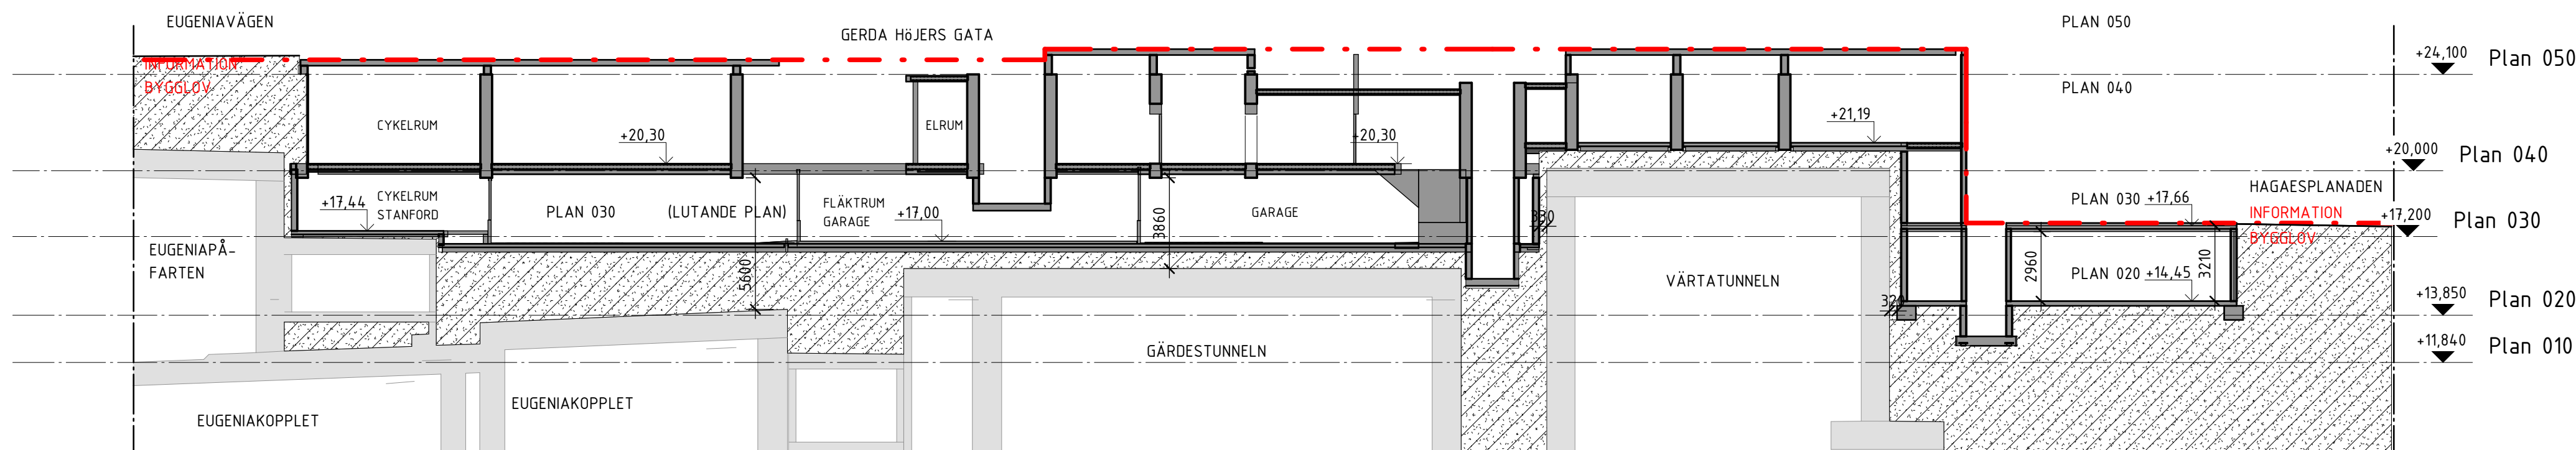 EUGENIAVÄGEN
GERDA HöJERS GATA
PLAN 050
+24,100
Plan 050
INFORMATION
BYGGLOV
PLAN 040
CYKELRUM
+20,30
ELRUM
+20,30
+21,19
+20,000
Plan 040
CYKELRUM
STANFORD
+17,44
PLAN 030
(LUTANDE PLAN)
FLÄKTRUM
GARAGE
+17,00
3860
GARAGE
330
PLAN 030
+17,66
HAGAESPLANADEN
INFORMATION
BYGGLOV
+17,200
Plan 030
EUGENIAPÅ-
FARTEN
5600
VÄRTATUNNELN
2960
PLAN 020
+14,45
3210
+13,850
Plan 020
GÄRDESTUNNELN
+11,840
Plan 010
EUGENIAKOPPLET
EUGENIAKOPPLET